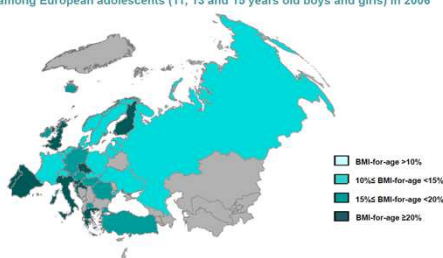 among European adolescents (11, 13 and 15 years old boys and girls) in 2006
BMI-for-age >10%
10%≤ BMI-for-age <15%
15%≤ BMI-for-age <20%
BMI-for-age ≥20%